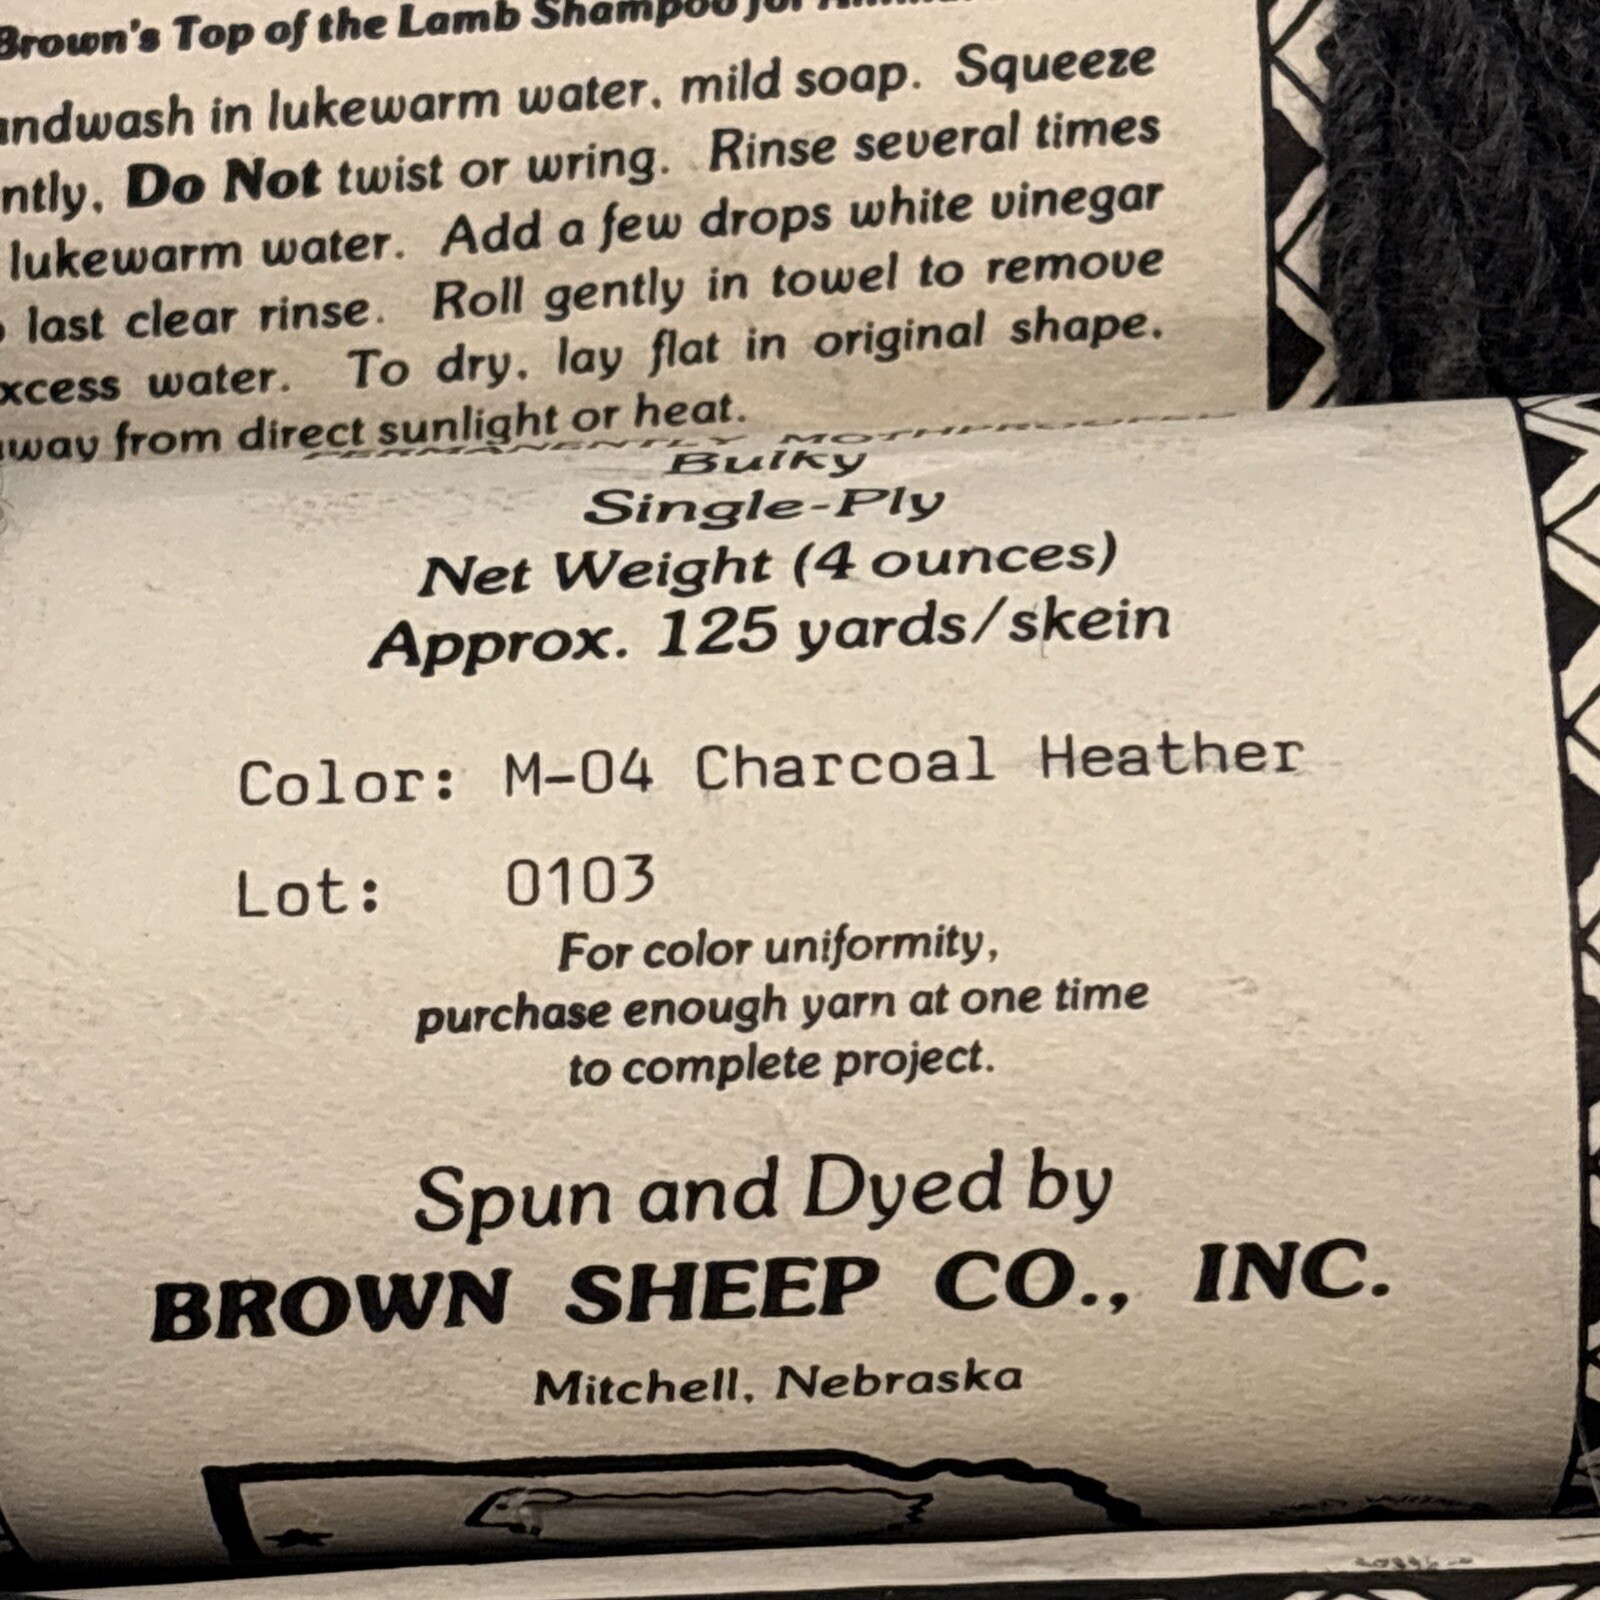 Brown's Top of the Lamb Shampoo for
andwash in lukewarm water, mild soap. Squeeze
ntly, Do Not twist or wring. Rinse several times
lukewarm water. Add a few drops white vinegar
last clear rinse. Roll gently in towel to remove
xcess water. To dry, lay flat in original shape,
way from direct sunlight or heat.
PERMANENTLY MOTHPROOFED
Bulky
Single-Ply
Net Weight (4 ounces)
Approx. 125 yards/skein
Color: M-04 Charcoal Heather
Lot: 0103
For color uniformity,
purchase enough yarn at one time
to complete project.
Spun and Dyed by
BROWN SHEEP CO., INC.
Mitchell, Nebraska